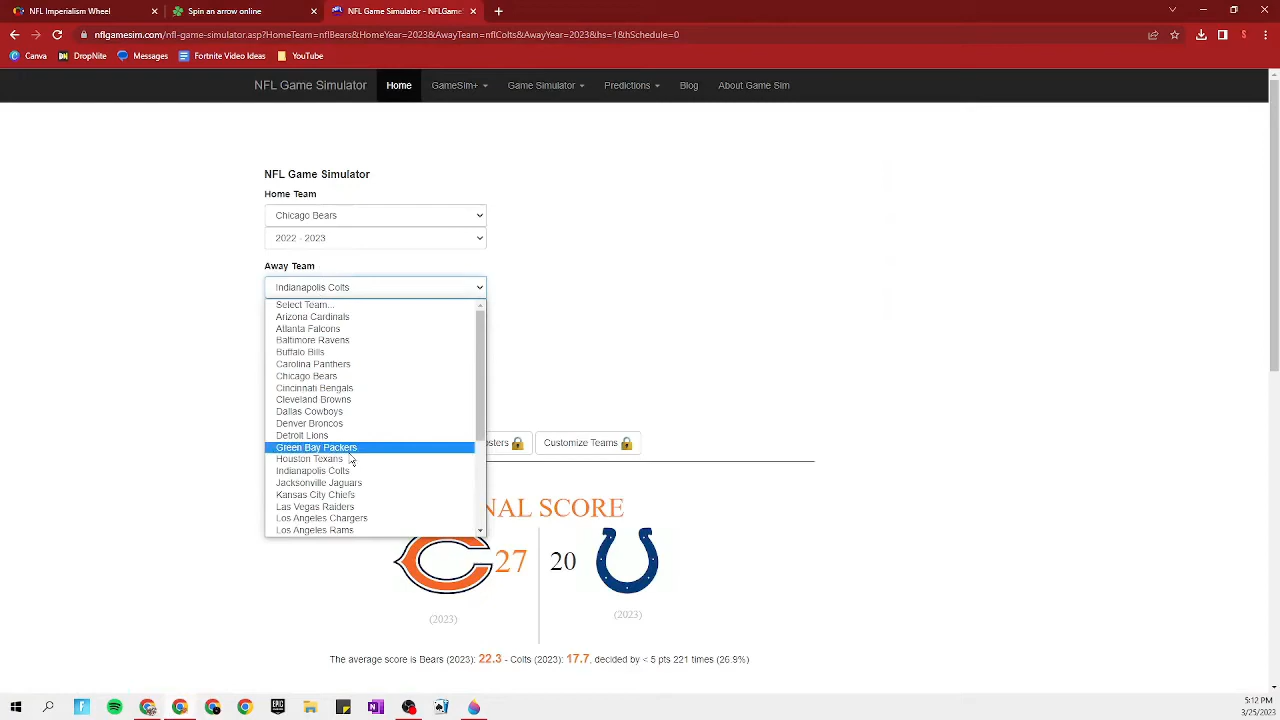 NFL Imperialism Wheel
Spin an arrow online
NFL Game Simulator - NFLGame
nflgamesim.com/nfl-game-simulator.asp?HomeTeam=nflBears&HomeYear=2023&AwayTeam=nflColts&AwayYear=2023&hs=1&hSchedule=0
Canva DropNite Messages Fortnite Video Ideas YouTube
NFL Game Simulator Home GameSim+ Game Simulator Predictions Blog About Game Sim
NFL Game Simulator
Home Team
Chicago Bears
2022 - 2023
Away Team
Indianapolis Colts
Select Team...
Arizona Cardinals
Atlanta Falcons
Baltimore Ravens
Buffalo Bills
Carolina Panthers
Chicago Bears
Cincinnati Bengals
Cleveland Browns
Dallas Cowboys
Denver Broncos
Detroit Lions
Green Bay Packers
sters Customize Teams
Houston Texans
Indianapolis Colts
Jacksonville Jaguars
Kansas City Chiefs
Las Vegas Raiders
Los Angeles Chargers
Los Angeles Rams
NAL SCORE
27 20
(2023) (2023)
The average score is Bears (2023): 22.3 - Colts (2023): 17.7, decided by < 5 pts 221 times (26.9%)
5:12 PM
3/25/2023